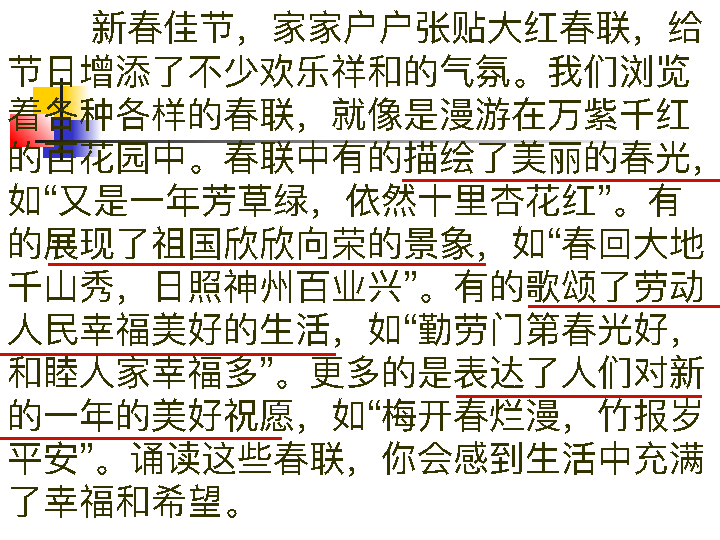 新春佳节，家家户户张贴大红春联，给
节日增添了不少欢乐祥和的气氛。我们浏览
着各种各样的春联，就像是漫游在万紫千红
的百花园中。春联中有的描绘了美丽的春光，
如“又是一年芳草绿，依然十里杏花红”。有
的展现了祖国欣欣向荣的景象，如“春回大地
千山秀，日照神州百业兴”。有的歌颂了劳动
人民幸福美好的生活，如“勤劳门第春光好，
和睦人家幸福多”。更多的是表达了人们对新
的一年的美好祝愿，如“梅开春烂漫，竹报岁
平安”。诵读这些春联，你会感到生活中充满
了幸福和希望。